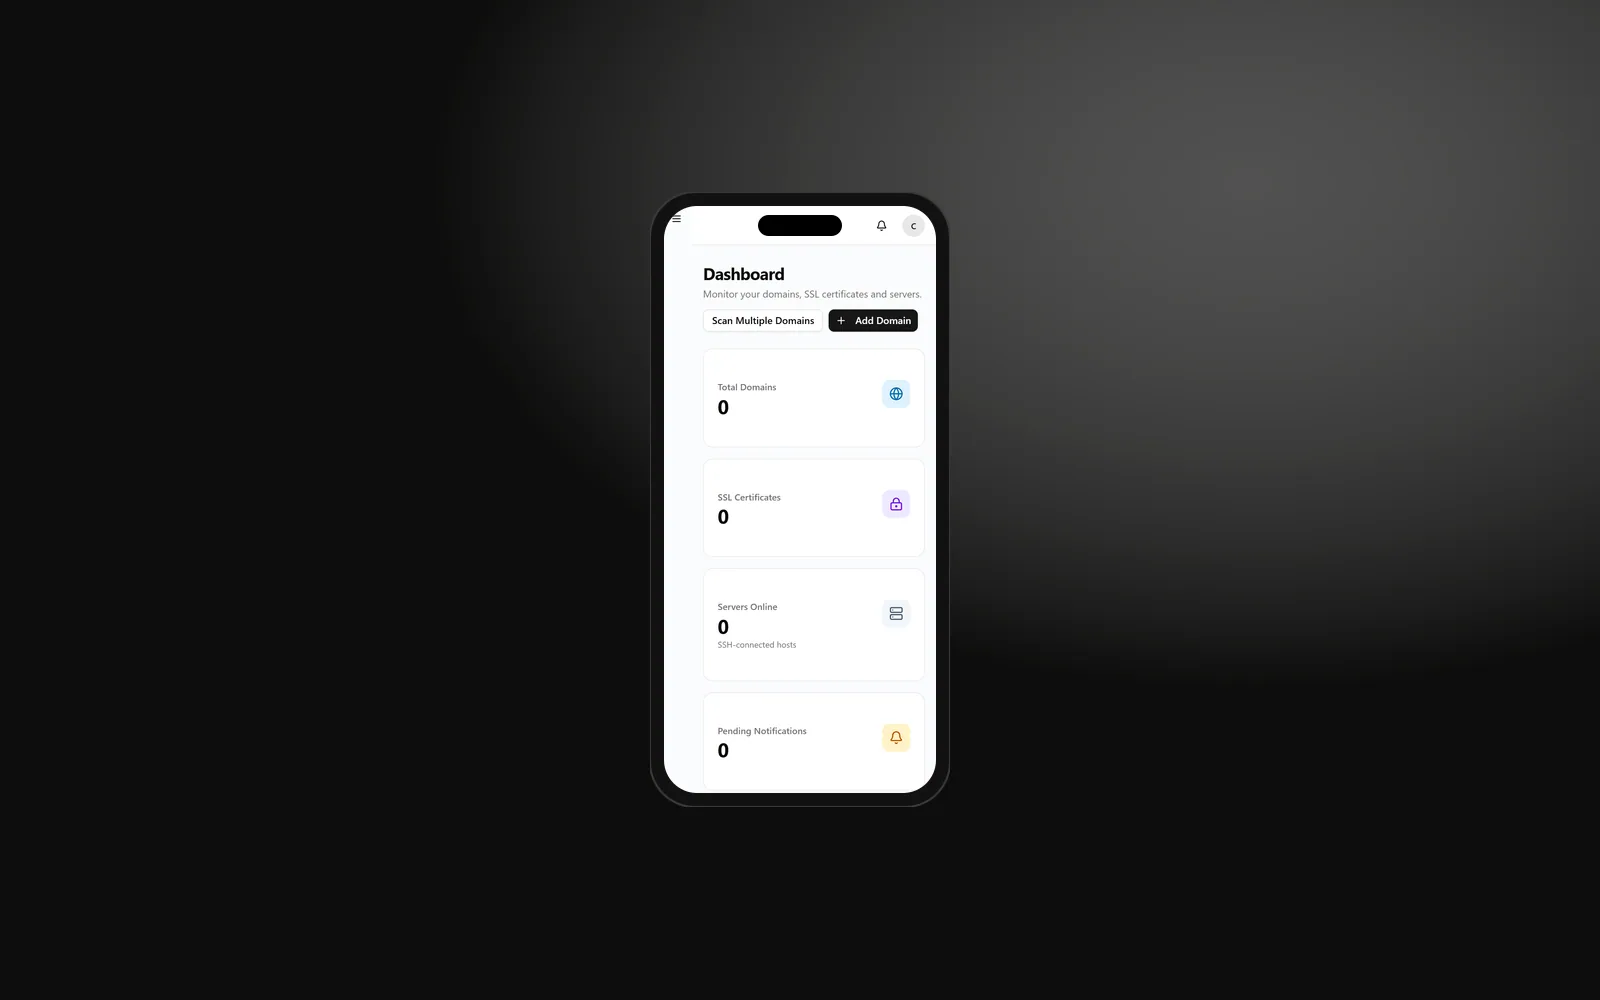 C
Dashboard
Monitor your domains, SSL certificates and servers.
Scan Multiple Domains
Add Domain
Total Domains
0
SSL Certificates
0
Servers Online
0
SSH-connected hosts
Pending Notifications
0